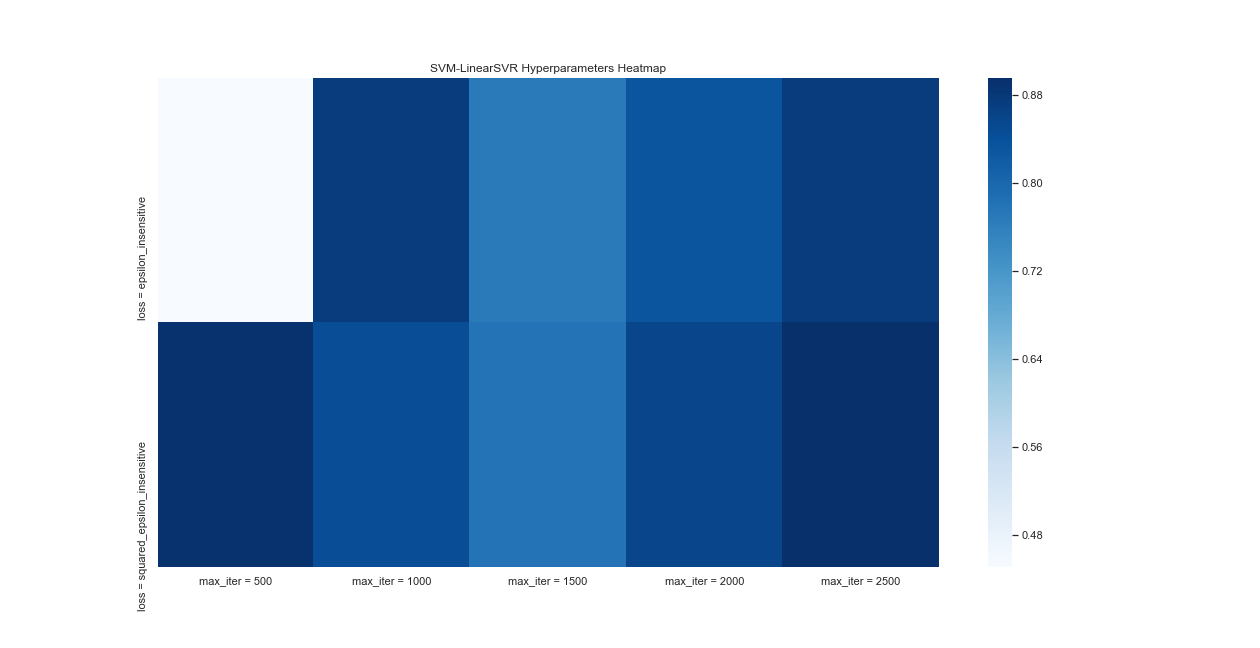 SVM-LinearSVR Hyperparameters Heatmap
loss = epsilon_insensitive
loss = squared_epsilon_insensitive
max_iter = 500
max_iter = 1000
max_iter = 1500
max_iter = 2000
max_iter = 2500
0.88
0.80
0.72
0.64
0.56
0.48